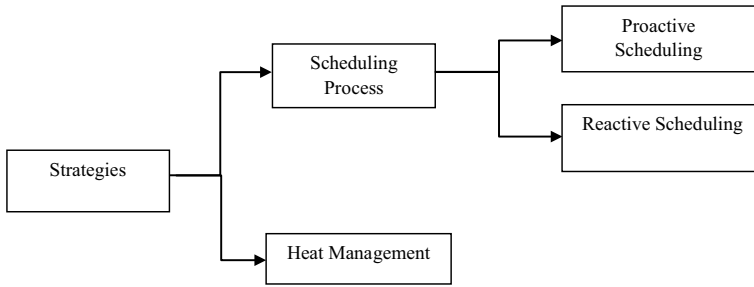 Proactive
Scheduling
Scheduling
Process
Reactive Scheduling
Strategies
Heat Management